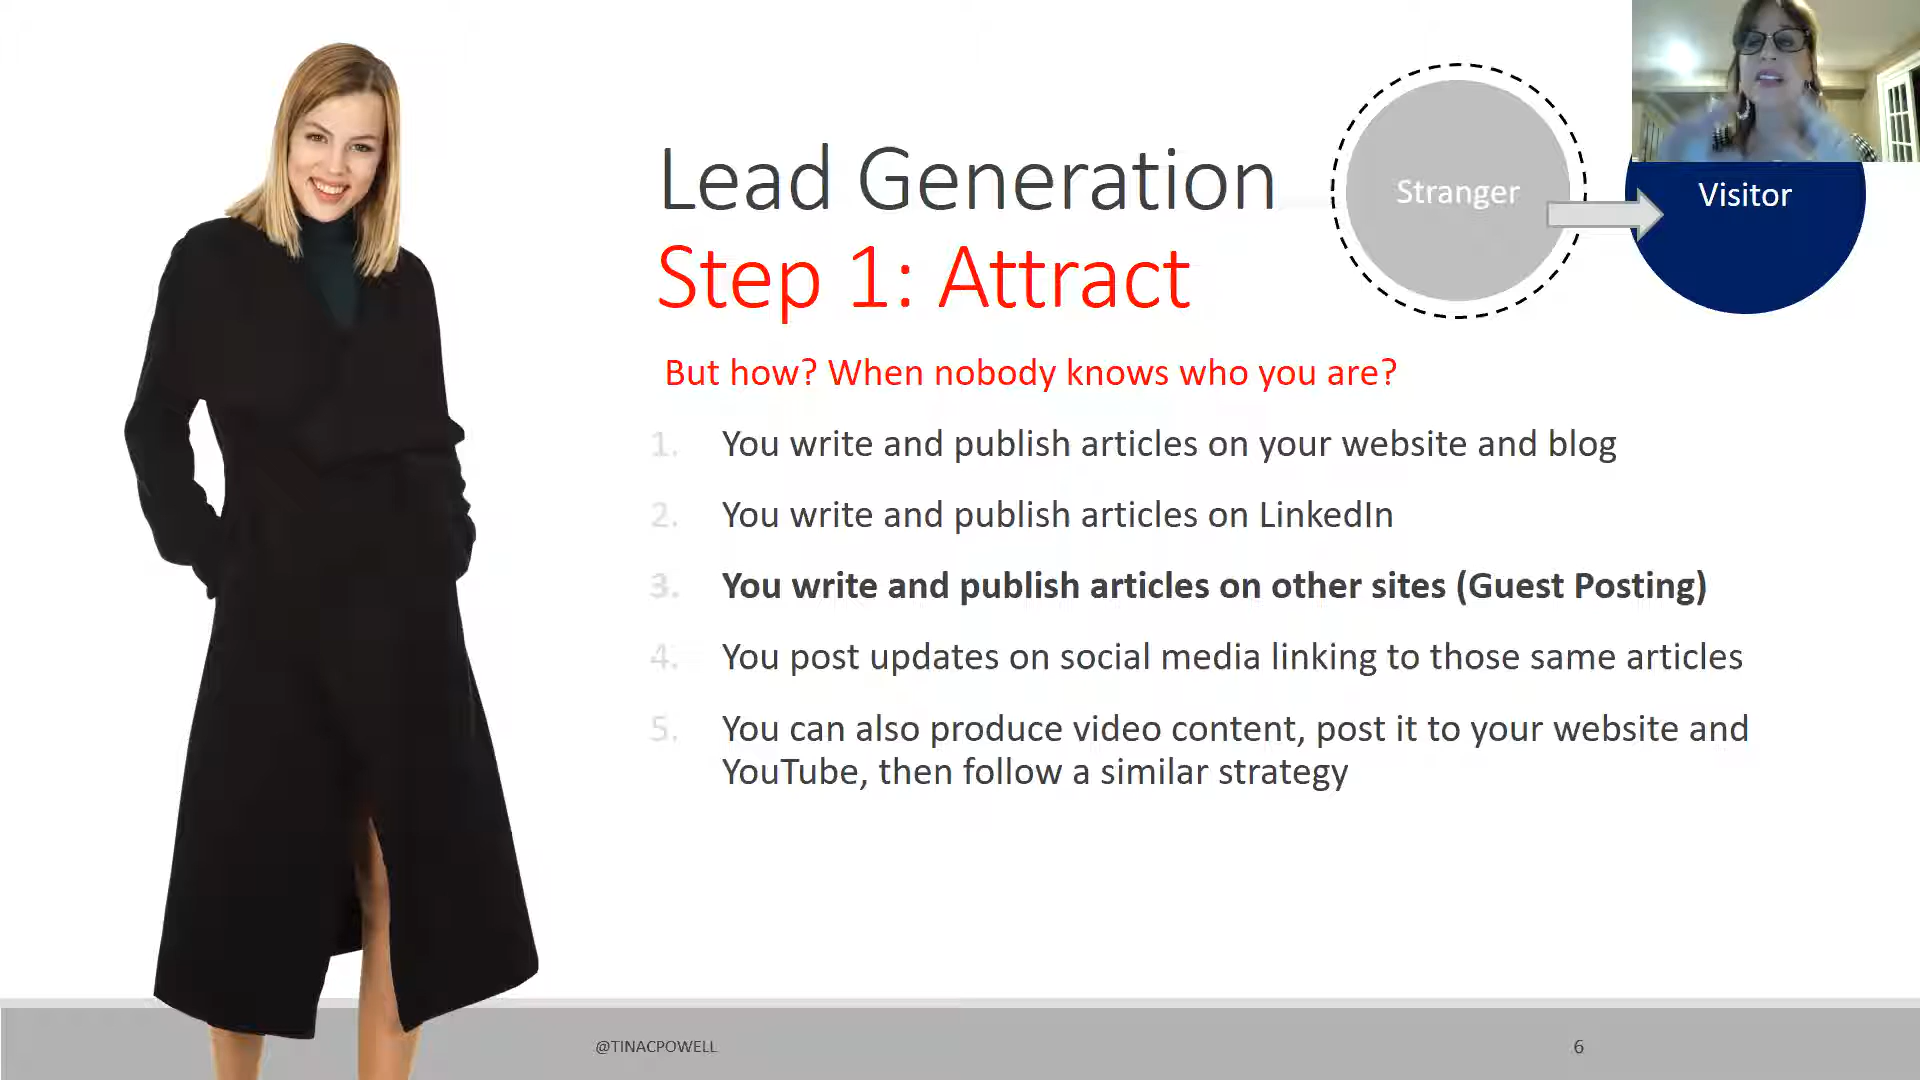 Lead Generation
Step 1: Attract
Stranger
Visitor
But how? When nobody knows who you are?
1. You write and publish articles on your website and blog
2. You write and publish articles on LinkedIn
3. You write and publish articles on other sites (Guest Posting)
4. You post updates on social media linking to those same articles
5. You can also produce video content, post it to your website and
YouTube, then follow a similar strategy
@TINACPOWELL
6